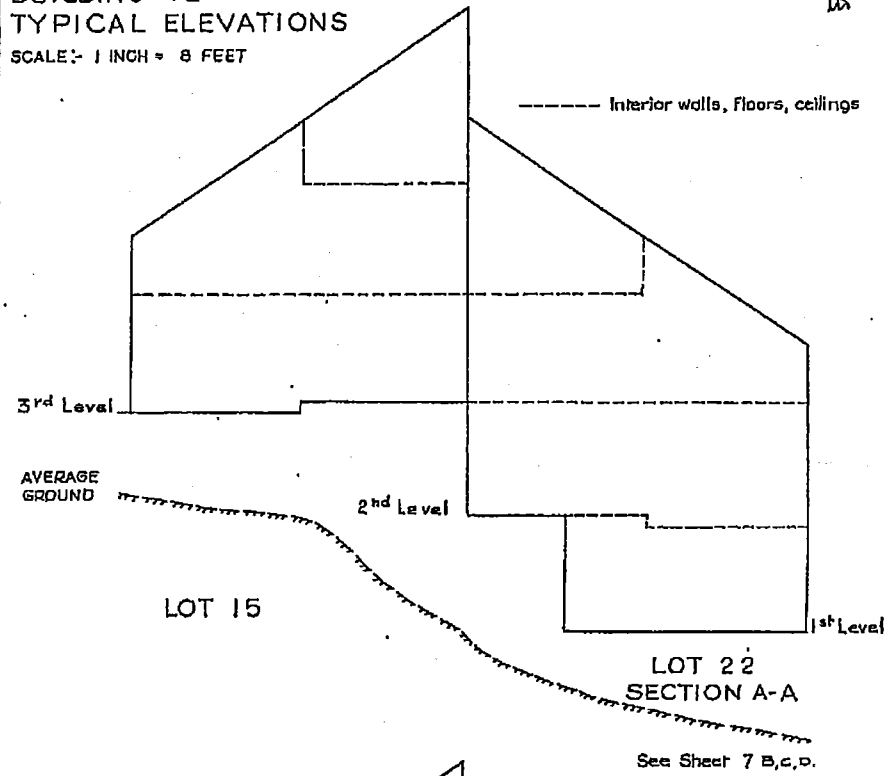 TYPICAL ELEVATIONS
SCALE:- 1 INCH = 8 FEET
Interior walls, floors, ceilings
3rd Level
AVERAGE
GROUND
2nd Level
LOT 15
1st Level
LOT 22
SECTION A-A
See Sheet 7 B,C,D.